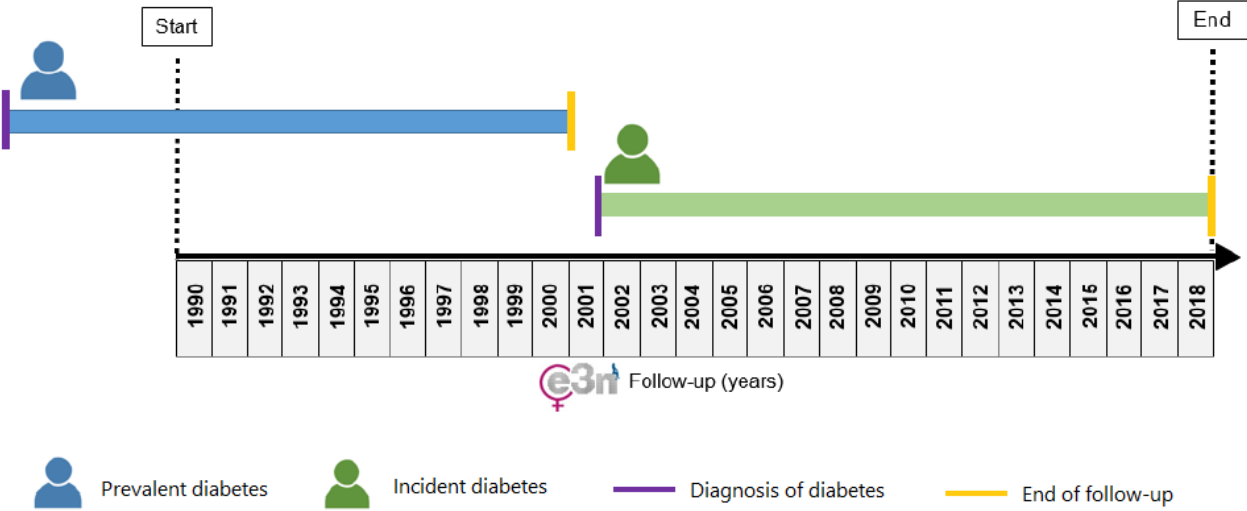 Start
End
1990 1991 1992 1993 1994 1995 1996 1997 1998 1999 2000 2001 2002 2003 2004 2005 2006 2007 2008 2009 2010 2011 2012 2013 2014 2015 2016 2017 2018
e3n Follow-up (years)
Prevalent diabetes Incident diabetes Diagnosis of diabetes End of follow-up